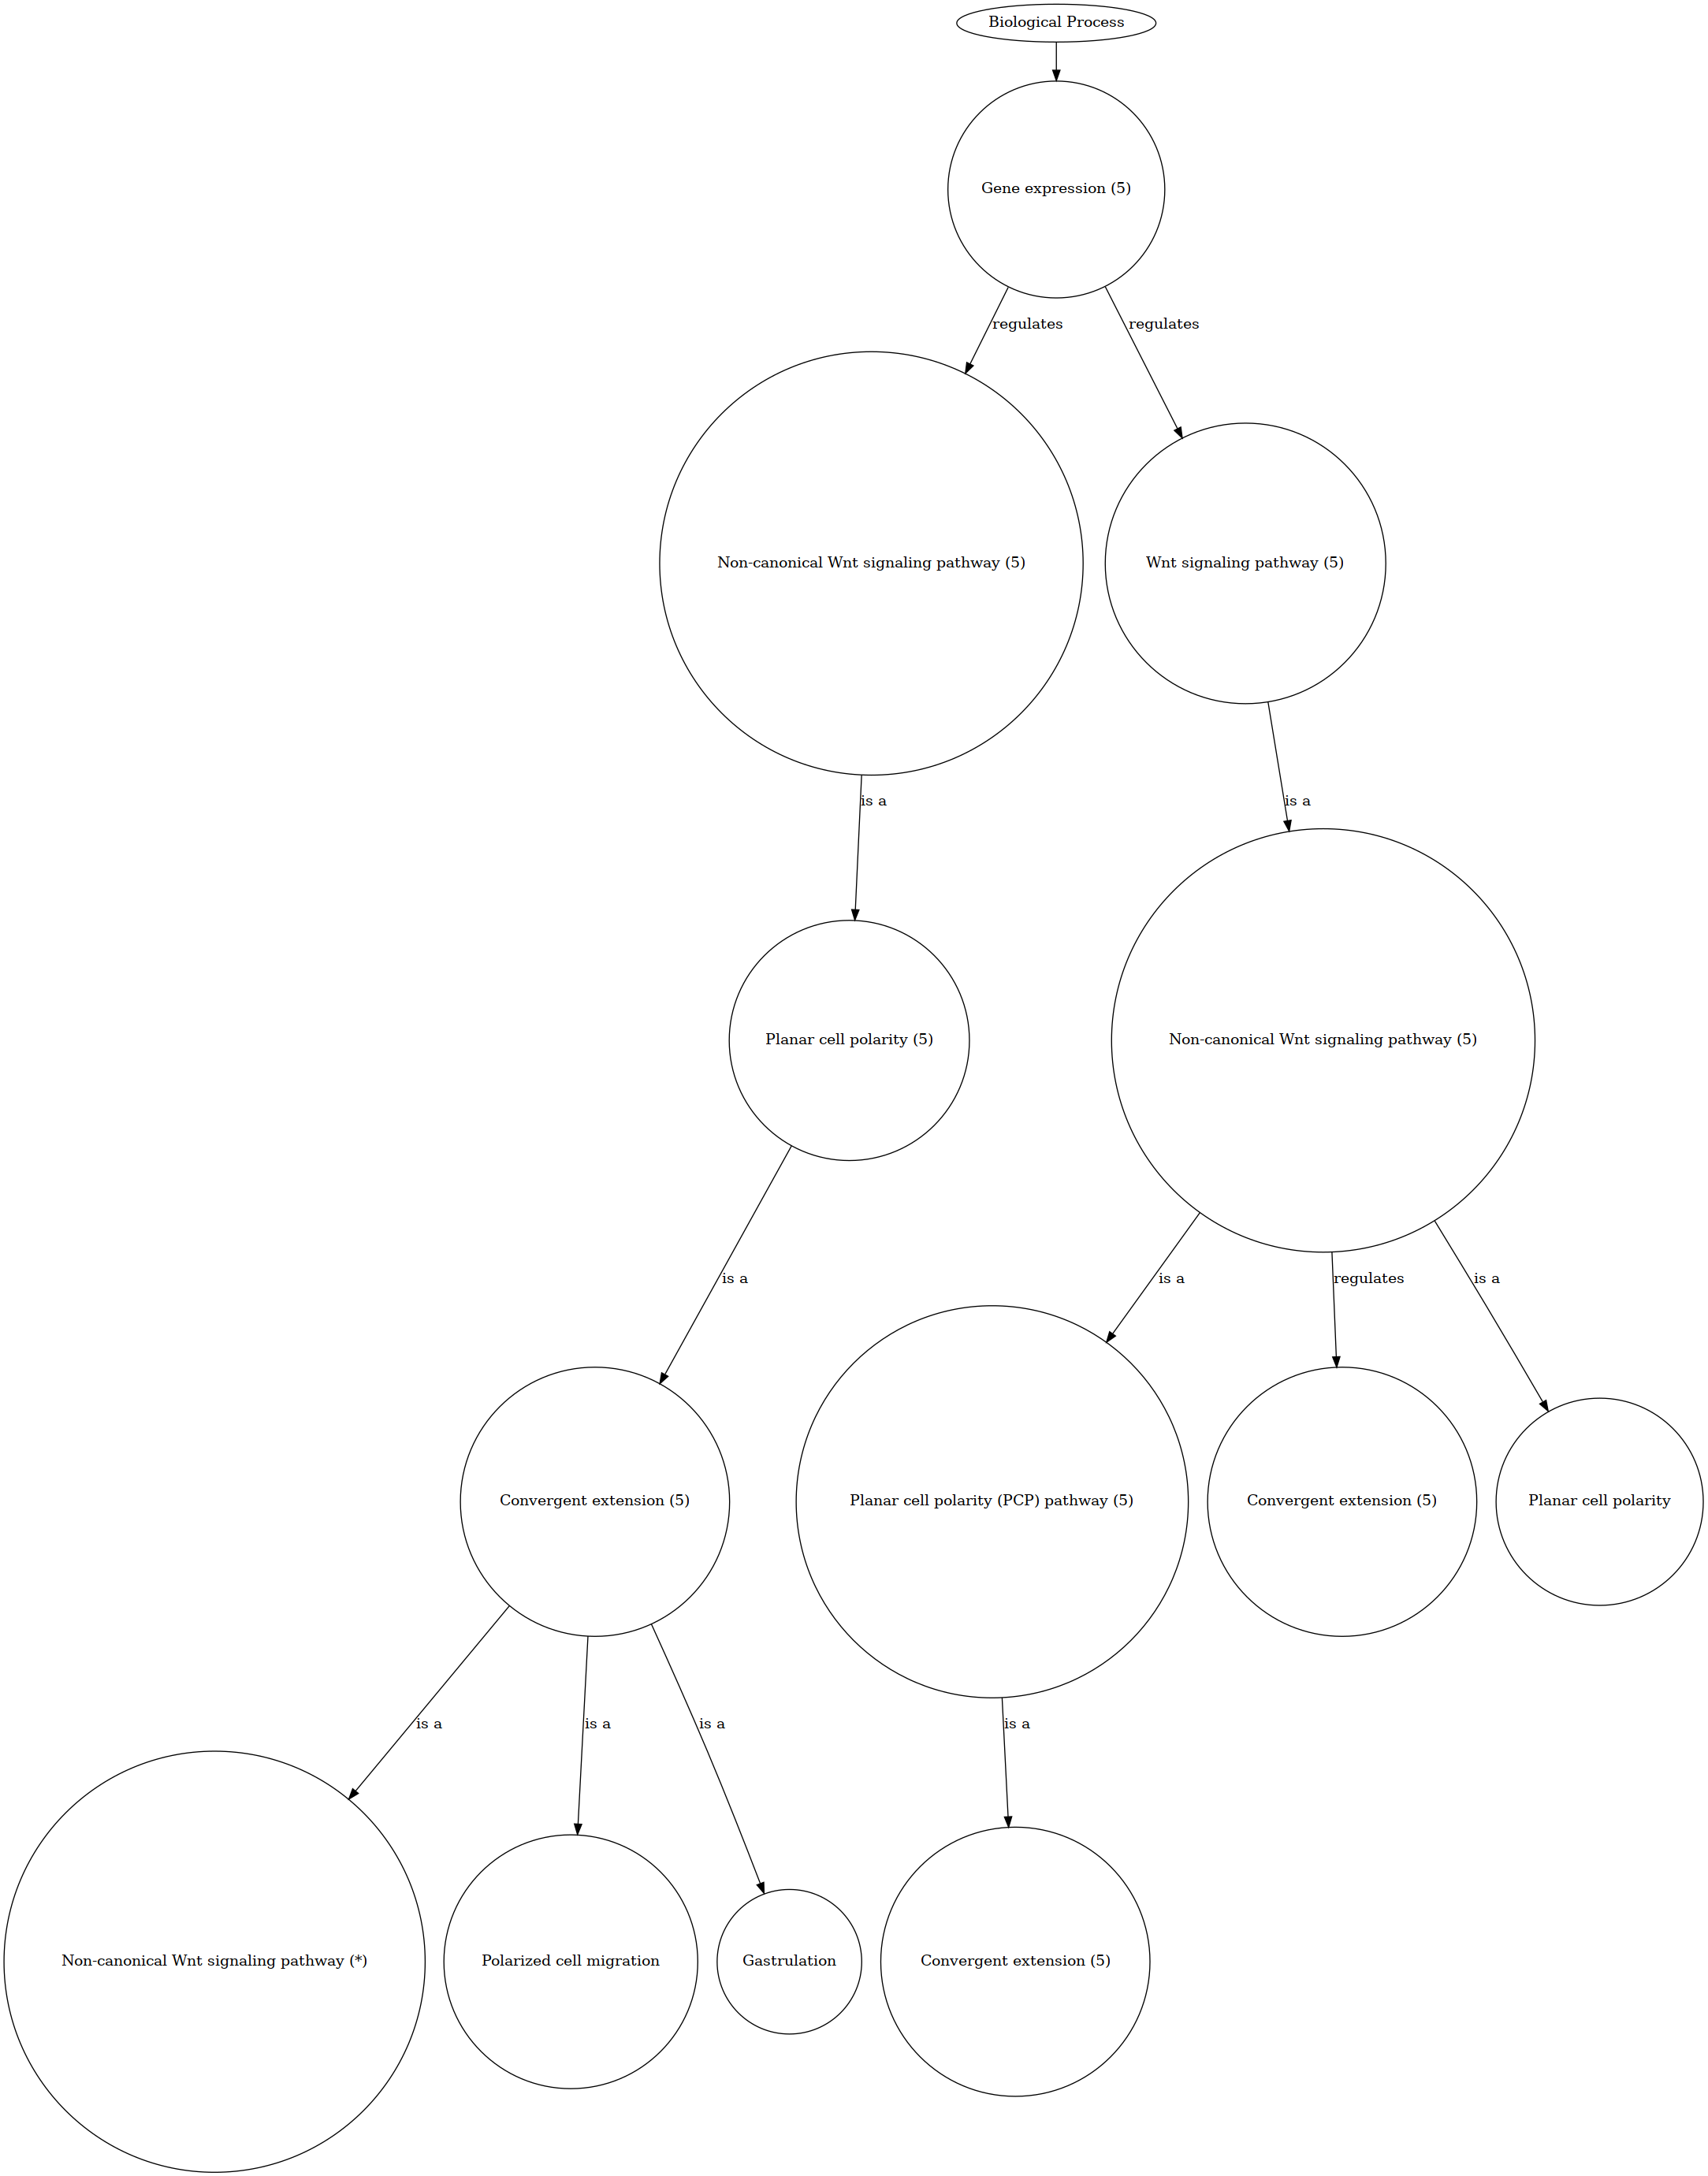 Biological Process
Gene expression (5)
regulates
regulates
Non-canonical Wnt signaling pathway (5)
Wnt signaling pathway (5)
is a
is a
Planar cell polarity (5)
Non-canonical Wnt signaling pathway (5)
is a
is a
regulates
is a
Convergent extension (5)
Planar cell polarity (PCP) pathway (5)
Convergent extension (5)
Planar cell polarity
is a
is a
is a
is a
Non-canonical Wnt signaling pathway (*)
Polarized cell migration
Gastrulation
Convergent extension (5)